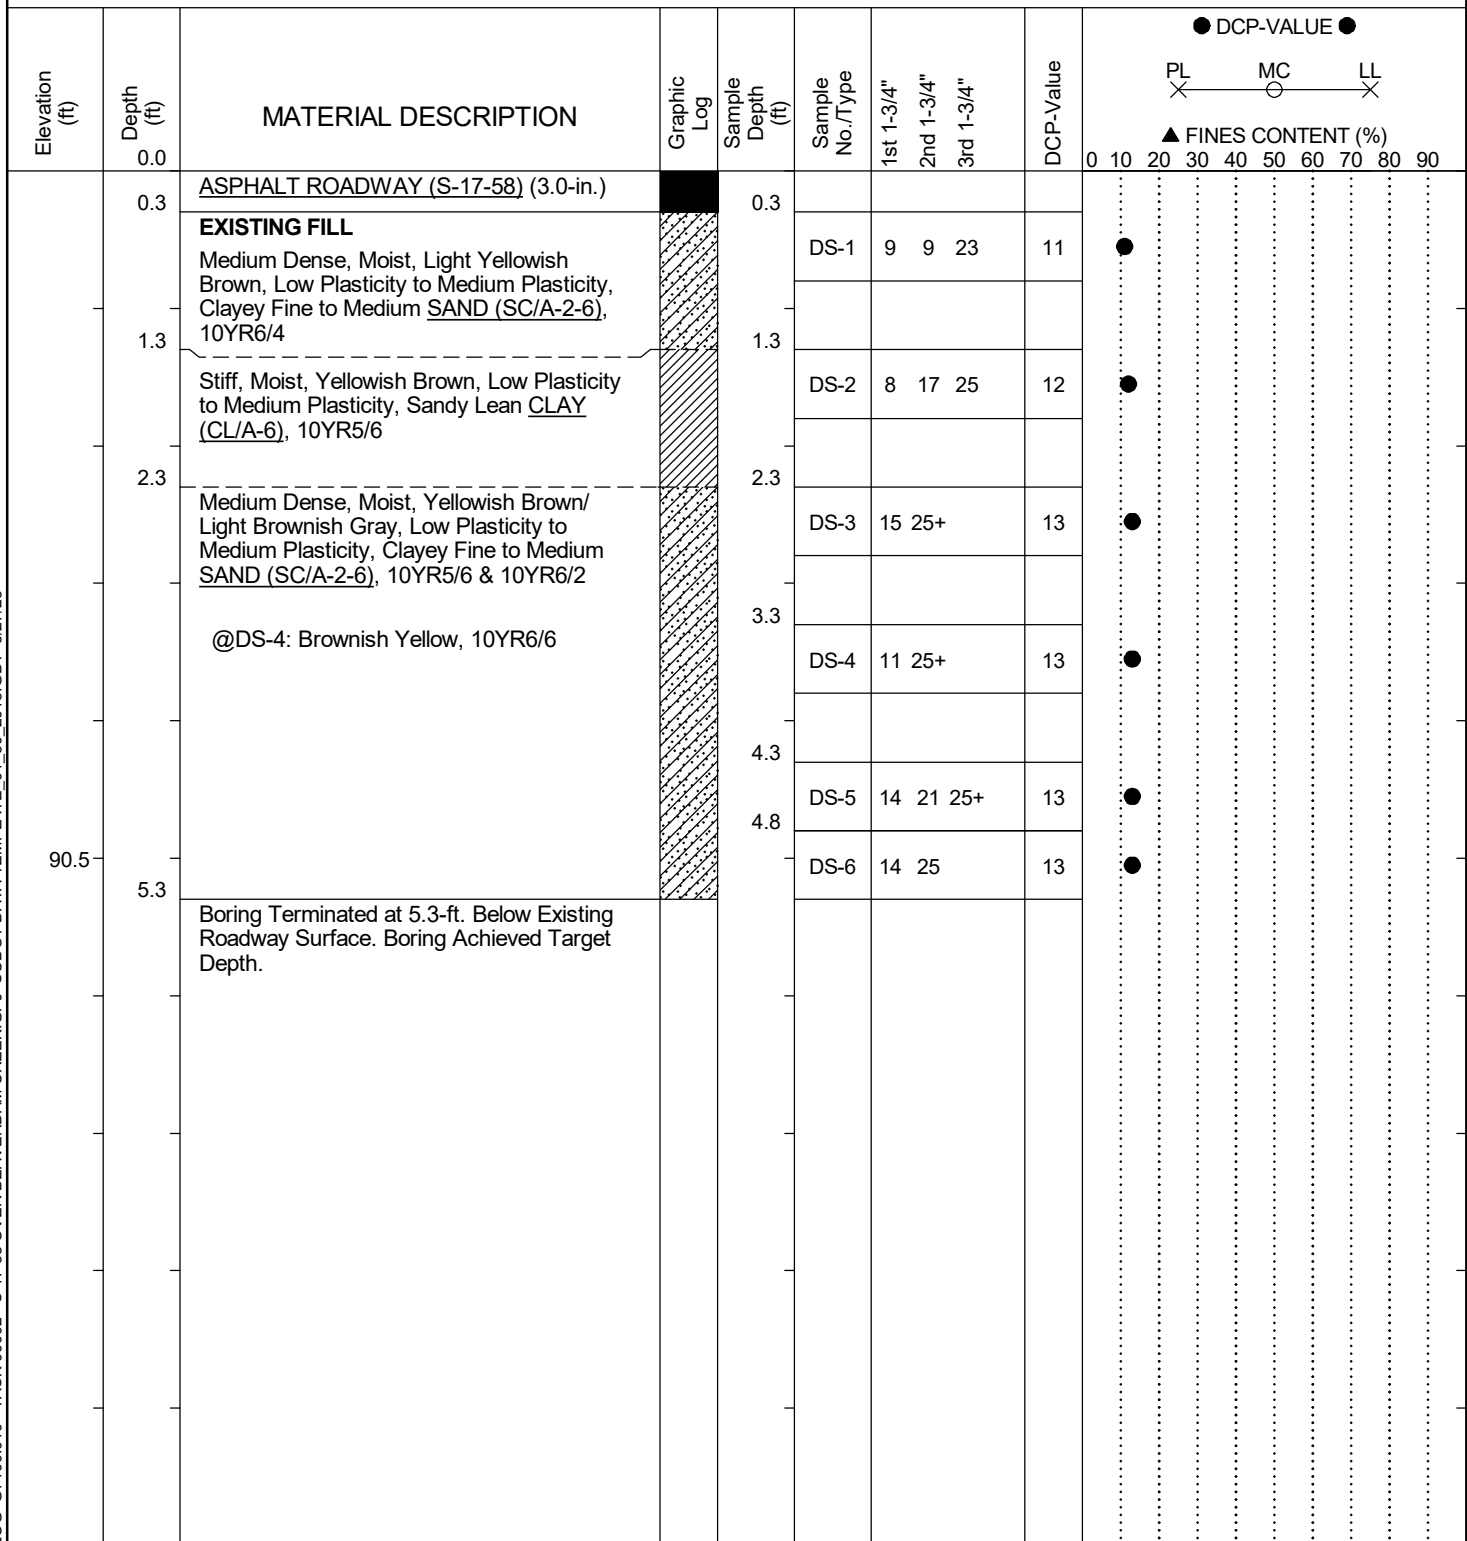 ● DCP-VALUE ●
PL MC LL
▲ FINES CONTENT (%)
0 10 20 30 40 50 60 70 80 90
Elevation
(ft)
Depth
(ft)
0.0
MATERIAL DESCRIPTION
Graphic
Log
Sample
Depth
(ft)
Sample
No./Type
1st 1-3/4"
2nd 1-3/4"
3rd 1-3/4"
DCP-Value
0.3 ASPHALT ROADWAY (S-17-58) (3.0-in.) 0.3
EXISTING FILL
Medium Dense, Moist, Light Yellowish
Brown, Low Plasticity to Medium Plasticity,
Clayey Fine to Medium SAND (SC/A-2-6),
10YR6/4
DS-1 9 9 23 11
1.3 1.3
Stiff, Moist, Yellowish Brown, Low Plasticity
to Medium Plasticity, Sandy Lean CLAY
(CL/A-6), 10YR5/6
DS-2 8 17 25 12
2.3 2.3
Medium Dense, Moist, Yellowish Brown/
Light Brownish Gray, Low Plasticity to
Medium Plasticity, Clayey Fine to Medium
SAND (SC/A-2-6), 10YR5/6 & 10YR6/2
DS-3 15 25+ 13
3.3
@DS-4: Brownish Yellow, 10YR6/6
DS-4 11 25+ 13
4.3
DS-5 14 21 25+ 13
4.8
90.5
DS-6 14 25 13
5.3
Boring Terminated at 5.3-ft. Below Existing
Roadway Surface. Boring Achieved Target
Depth.